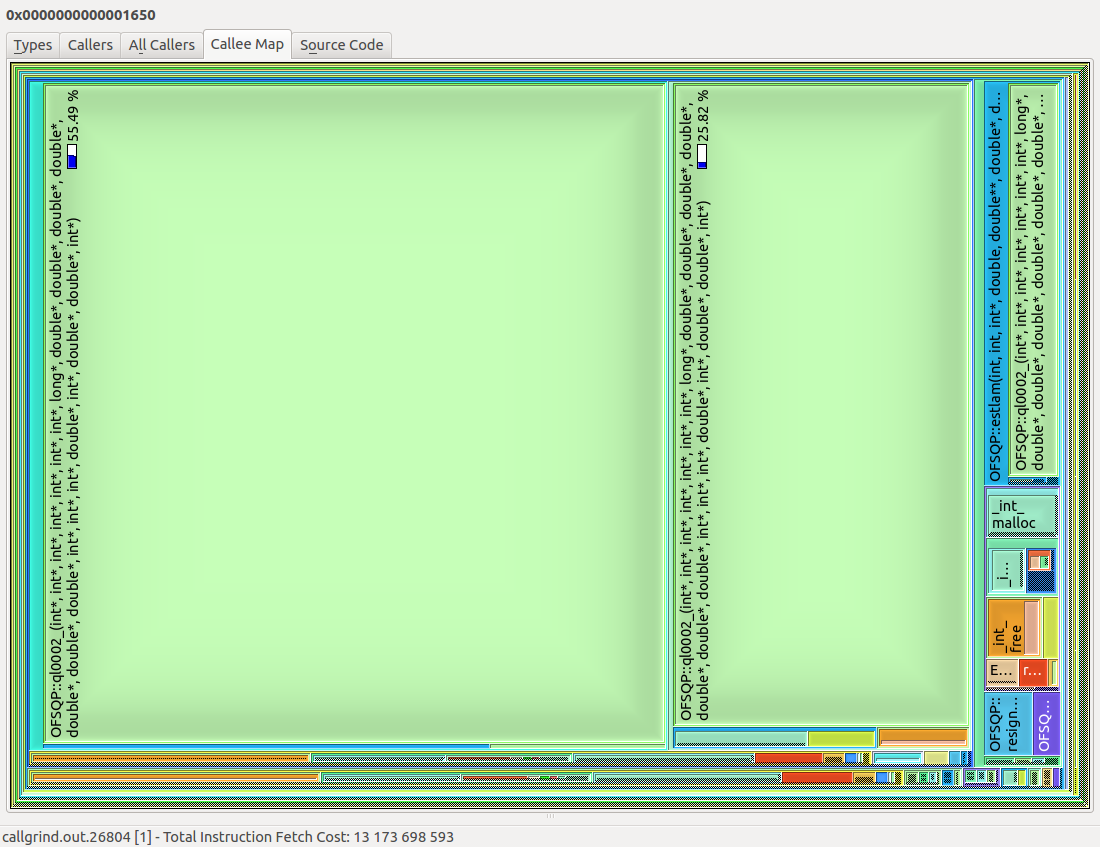 0x0000000000001650
Types
Callers
All Callers
Callee Map
Source Code
OFSQP::ql0002_(int*, int*, int*, int*, int*, int*, long*, double*, double*, double*, double*,
double*, double*, double*, int*, int*, int*, double*, int*, double*, double*, int*)
55.49 %
OFSQP::ql0002_(int*, int*, int*, int*, int*, int*, long*, double*, double*, double*, double*,
double*, double*, double*, int*, int*, int*, double*, int*, double*, double*, int*)
25.82 %
OFSQP::estlam(int, int, int*, double, double**, double*, d...
OFSQP::ql0002_(int*, int*, int*, int*, int*, int*, long*,
double*, double*, double*, double*, double*, double*, ...
_int_
malloc
_i...
_int_
free
E...
r...
OFSQP::
resign...
OFSQ...
callgrind.out.26804 [1] - Total Instruction Fetch Cost: 13 173 698 593